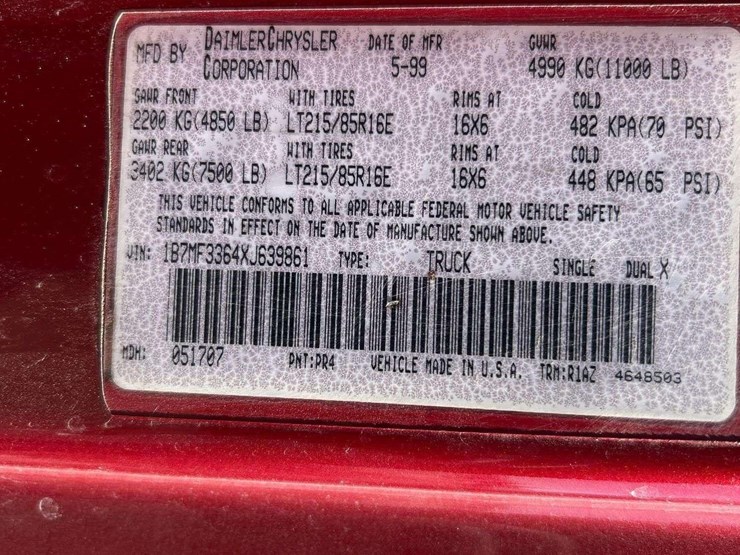 MFD BY DAIMLERCHRYSLER CORPORATION DATE OF MFR 5-99 GVWR 4990 KG(11000 LB)
GAWR FRONT WITH TIRES RIMS AT COLD
2200 KG(4850 LB) LT215/85R16E 16X6 482 KPA(70 PSI)
GAWR REAR WITH TIRES RIMS AT COLD
3402 KG(7500 LB) LT215/85R16E 16X6 448 KPA(65 PSI)
THIS VEHICLE CONFORMS TO ALL APPLICABLE FEDERAL MOTOR VEHICLE SAFETY
STANDARDS IN EFFECT ON THE DATE OF MANUFACTURE SHOWN ABOVE.
VIN: 1B7MF3364XJ639861 TYPE: TRUCK SINGLE DUAL X
MDH: 051707 PNT:PR4 VEHICLE MADE IN U.S.A. TRM:R1AZ 4648503